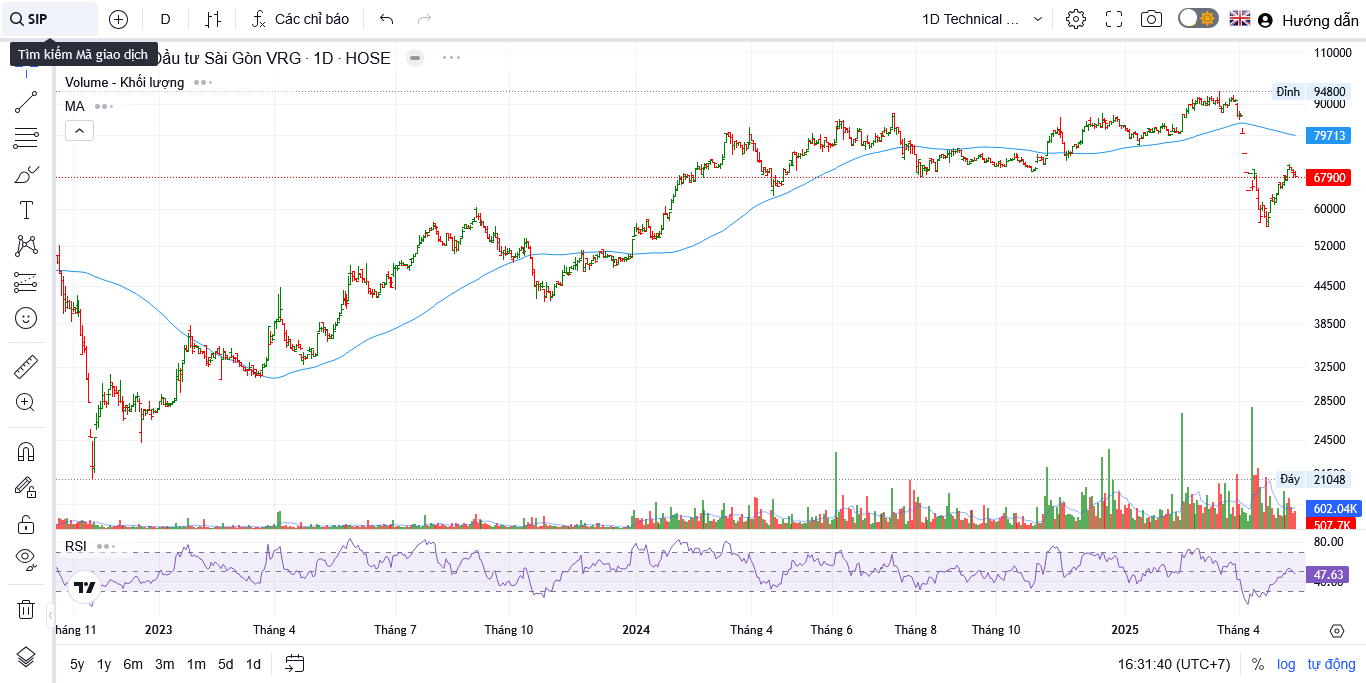 SIP
D
Các chỉ báo
1D Technical ...
Hướng dẫn
Tìm kiếm Mã giao dịch
Đầu tư Sài Gòn VRG · 1D · HOSE
Volume - Khối lượng
MA
110000
Đỉnh 94800
90000
79713
67900
60000
52000
44500
38500
32500
28500
24500
Đáy 21048
602.04K
507.7K
RSI
80.00
47.63
40.00
háng 11 2023 Tháng 4 Tháng 7 Tháng 10 2024 Tháng 4 Tháng 6 Tháng 8 Tháng 10 2025 Tháng 4
5y 1y 6m 3m 1m 5d 1d
16:31:40 (UTC+7) % log tự động